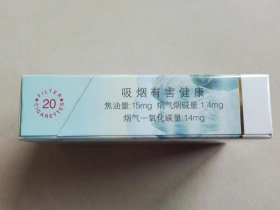 FILTER
20
CIGARETTES
吸烟有害健康
焦油量:15mg 烟气烟碱量:1.4mg
烟气一氧化碳量:14mg